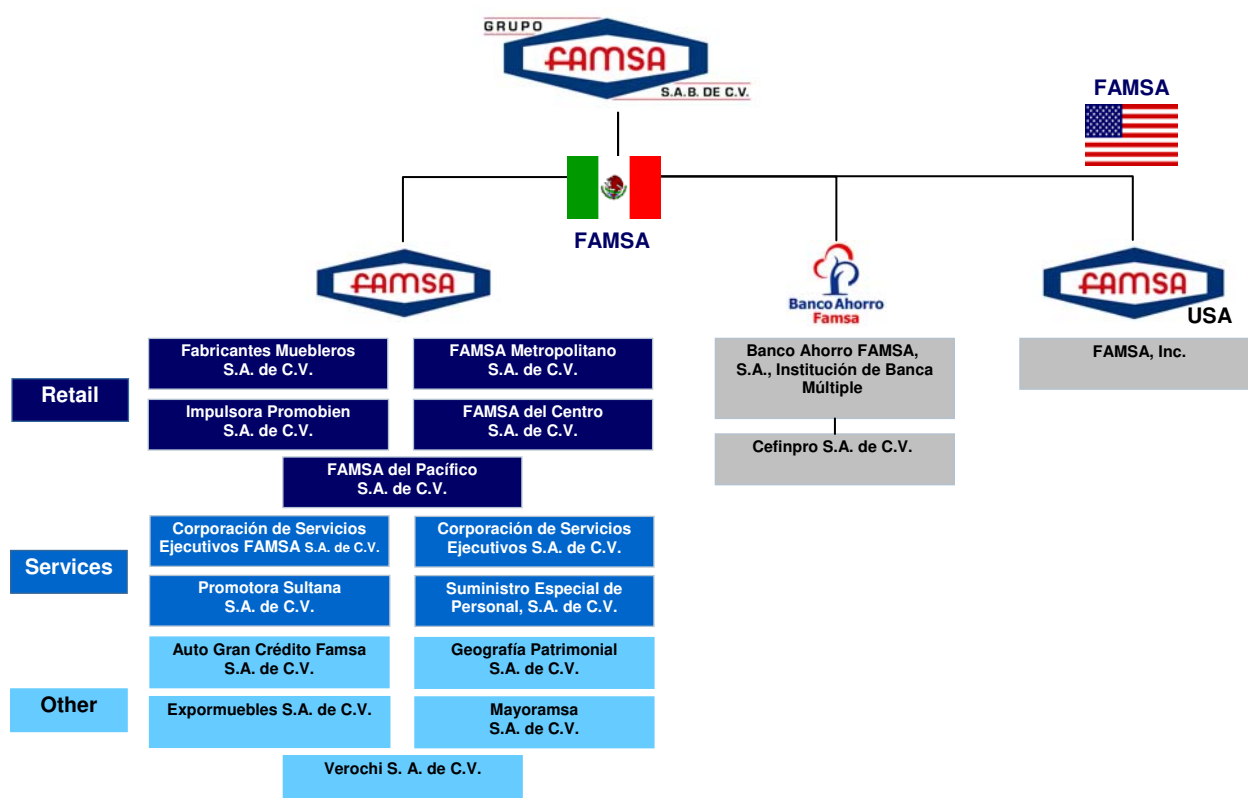 GRUPO
FAMSA
S.A.B. DE C.V.
FAMSA
FAMSA
FAMSA
Banco Ahorro
Famsa
FAMSA
USA
Retail
Fabricantes Muebleros
S.A. de C.V.
FAMSA Metropolitano
S.A. de C.V.
Impulsora Promobien
S.A. de C.V.
FAMSA del Centro
S.A. de C.V.
FAMSA del Pacífico
S.A. de C.V.
Banco Ahorro FAMSA,
S.A., Institución de Banca
Múltiple
Cefinpro S.A. de C.V.
FAMSA, Inc.
Services
Corporación de Servicios
Ejecutivos FAMSA S.A. de C.V.
Corporación de Servicios
Ejecutivos S.A. de C.V.
Promotora Sultana
S.A. de C.V.
Suministro Especial de
Personal, S.A. de C.V.
Other
Auto Gran Crédito Famsa
S.A. de C.V.
Geografía Patrimonial
S.A. de C.V.
Expormuebles S.A. de C.V.
Mayoramsa
S.A. de C.V.
Verochi S. A. de C.V.